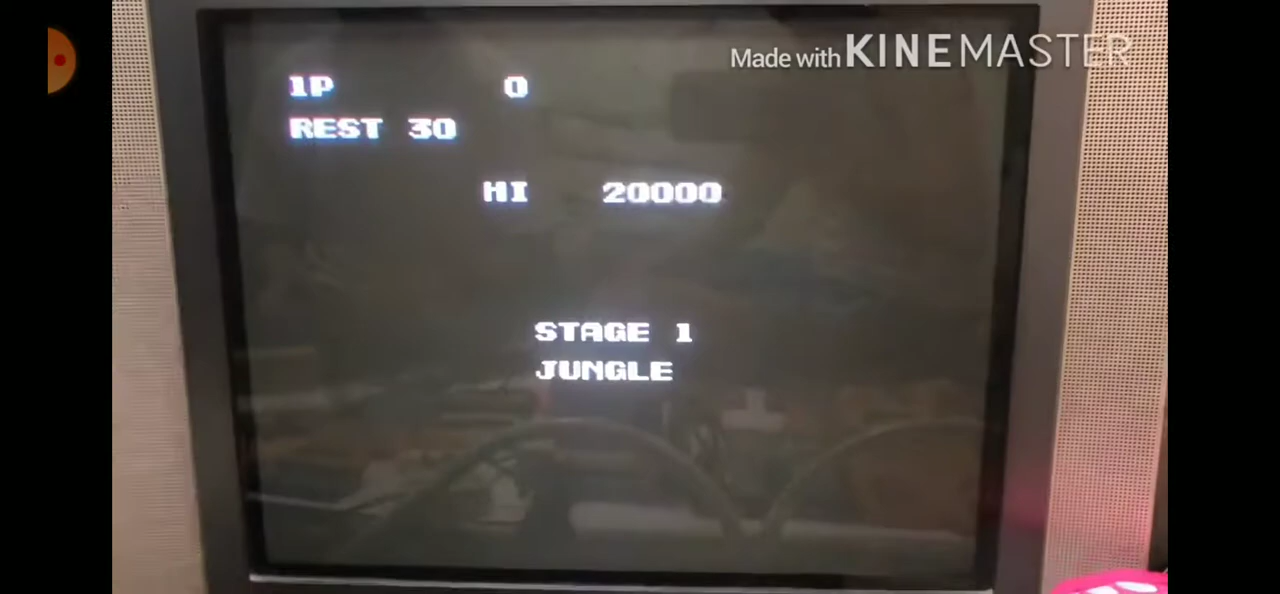 Made with KINEMASTER
1P 0
REST 30
HI 20000
STAGE 1
JUNGLE